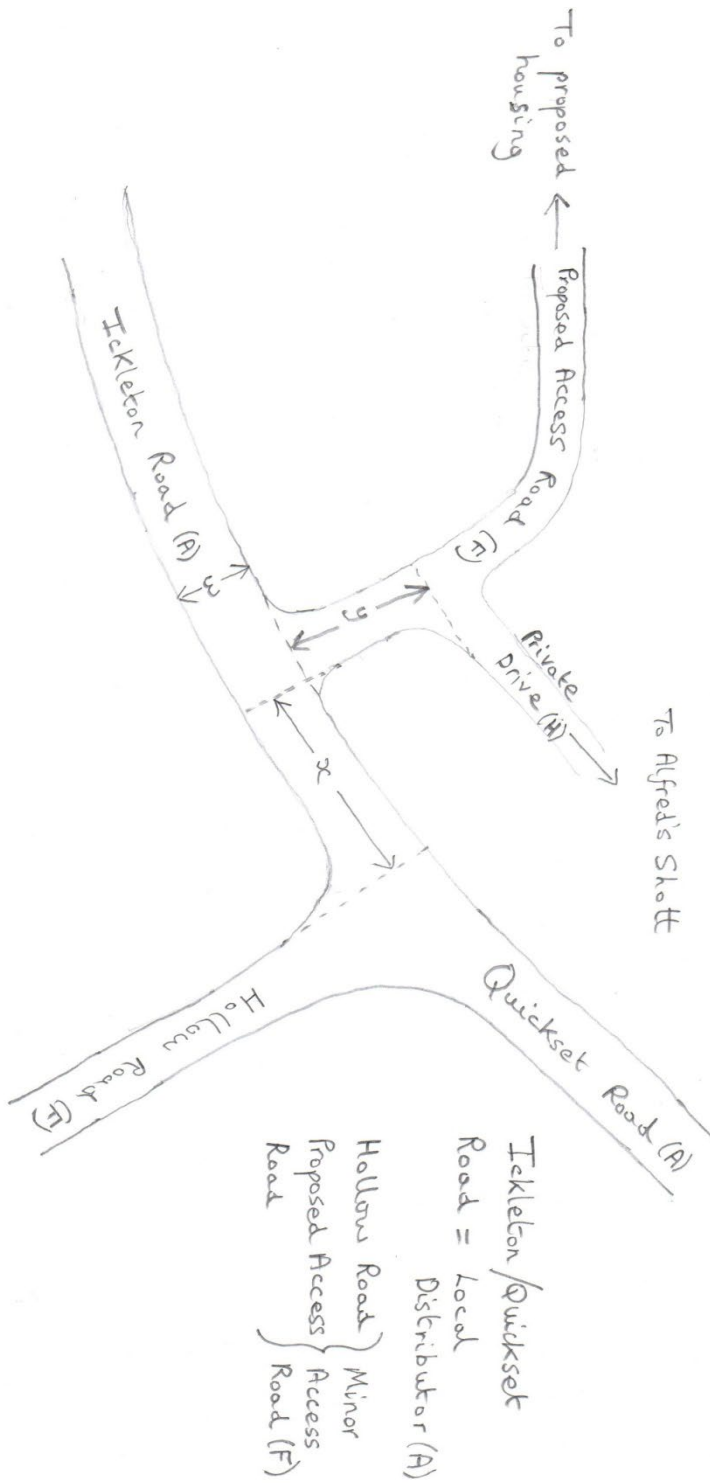 To proposed
housing
Proposed Access Road (F)
Private
Drive (H)
To Alfred's Shott
Ickleton Road (A)
w
y
x
Quickset Road (A)
Hollow Road (F)
Ickleton/Quickset
Road = Local
Distributor (A)
Hollow Road } Minor
Proposed Access } Access
Road } Road (F)